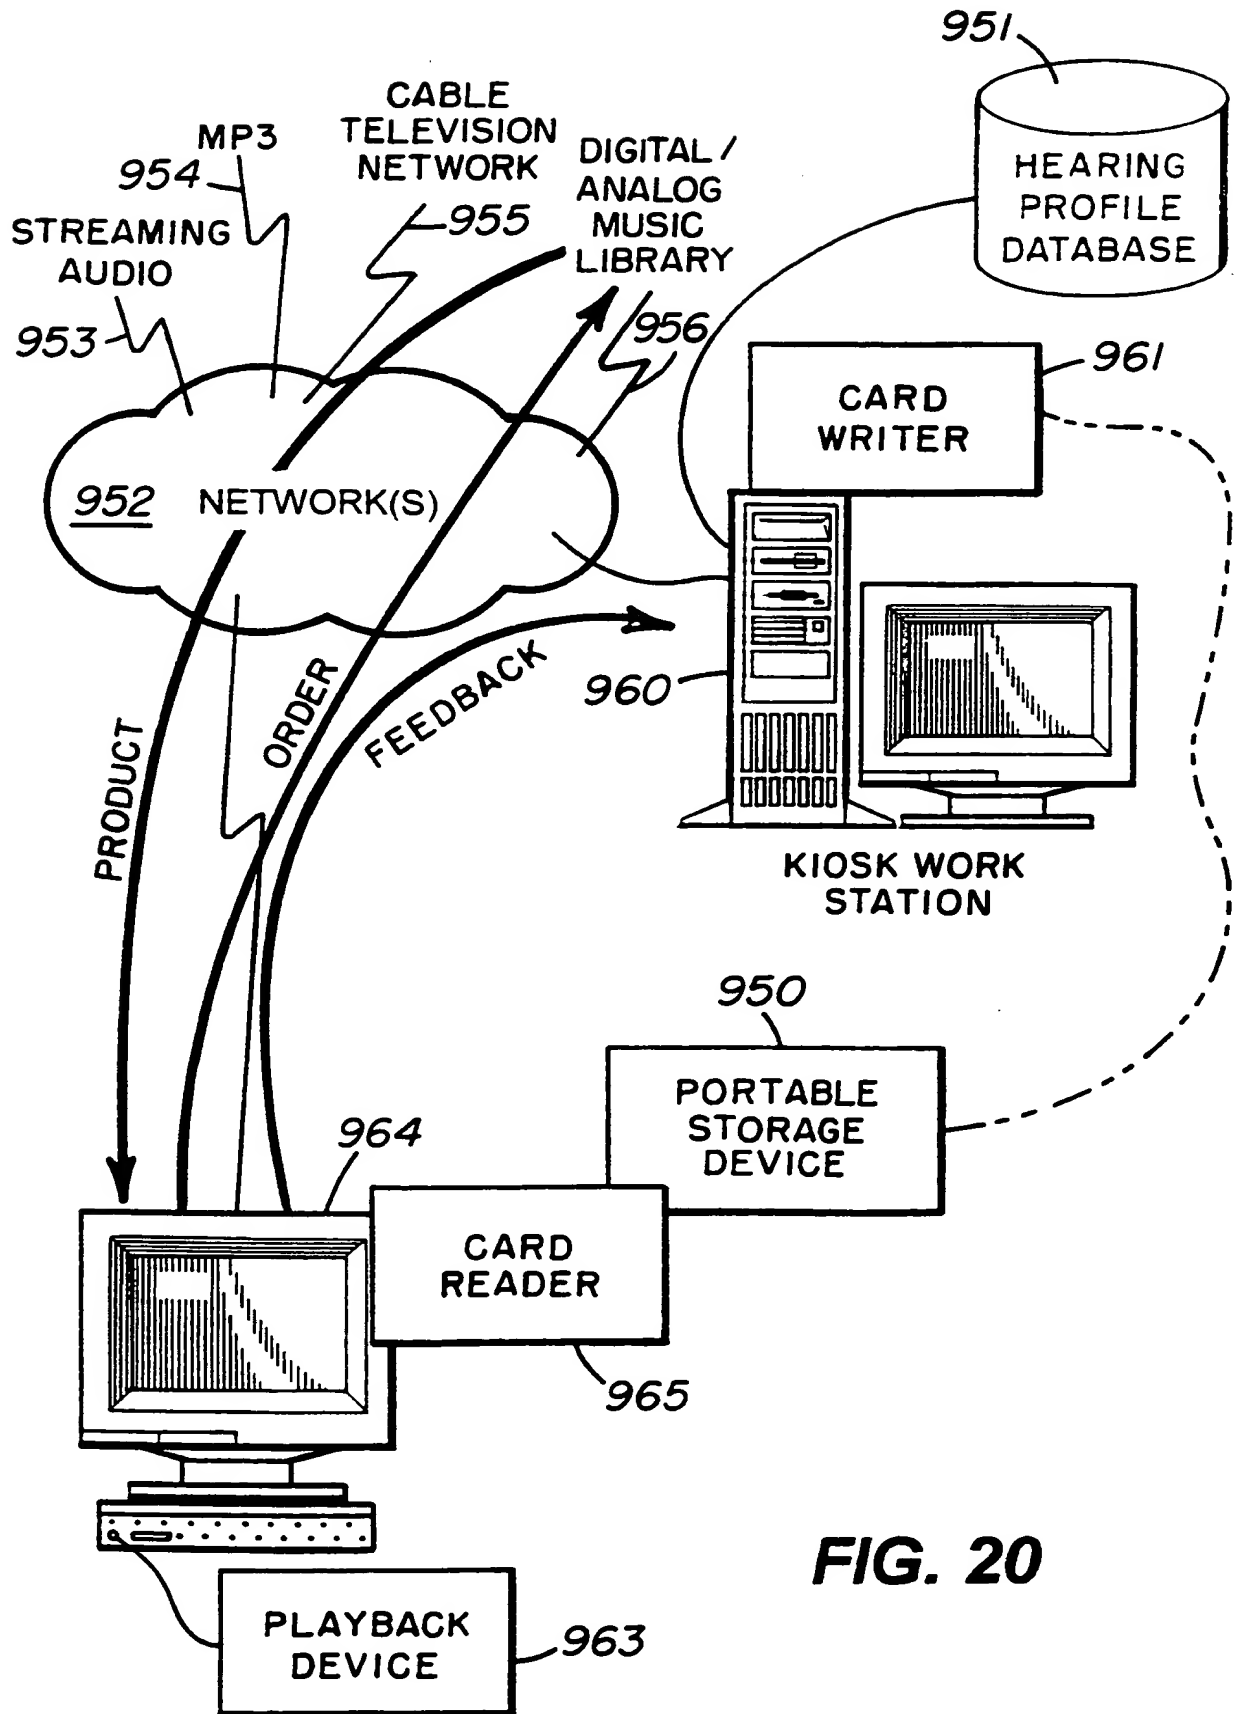 951
CABLE
TELEVISION
NETWORK
MP3
954
955
DIGITAL /
ANALOG
MUSIC
LIBRARY
HEARING
PROFILE
DATABASE
STREAMING
AUDIO
953
956
961
CARD
WRITER
952 NETWORK(S)
960
PRODUCT
ORDER
FEEDBACK
KIOSK WORK
STATION
950
PORTABLE
STORAGE
DEVICE
964
CARD
READER
965
FIG. 20
PLAYBACK
DEVICE
963